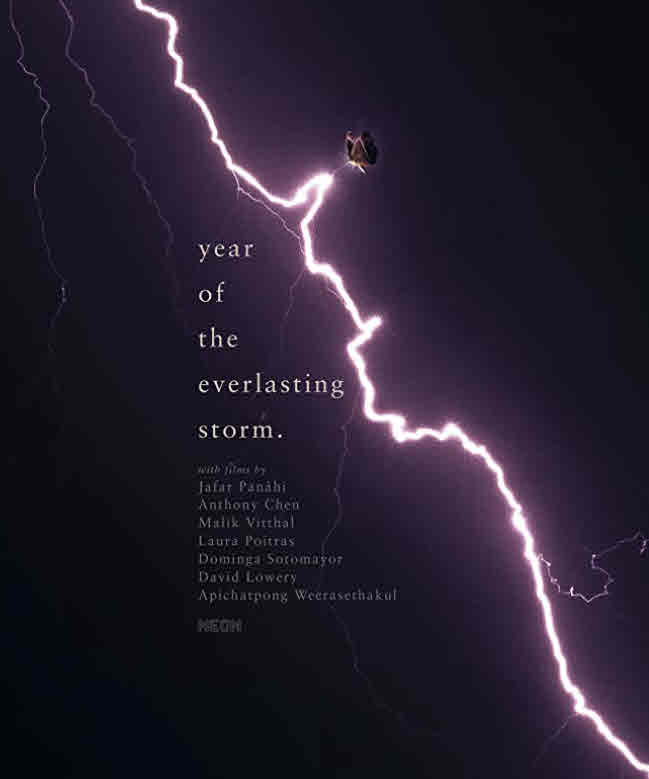 year
of
the
everlasting
storm.
with films by
Jafar Panâhi
Anthony Chen
Malik Vitthal
Laura Poitras
Dominga Sotomayor
David Lowery
Apichatpong Weerasethakul
NEON